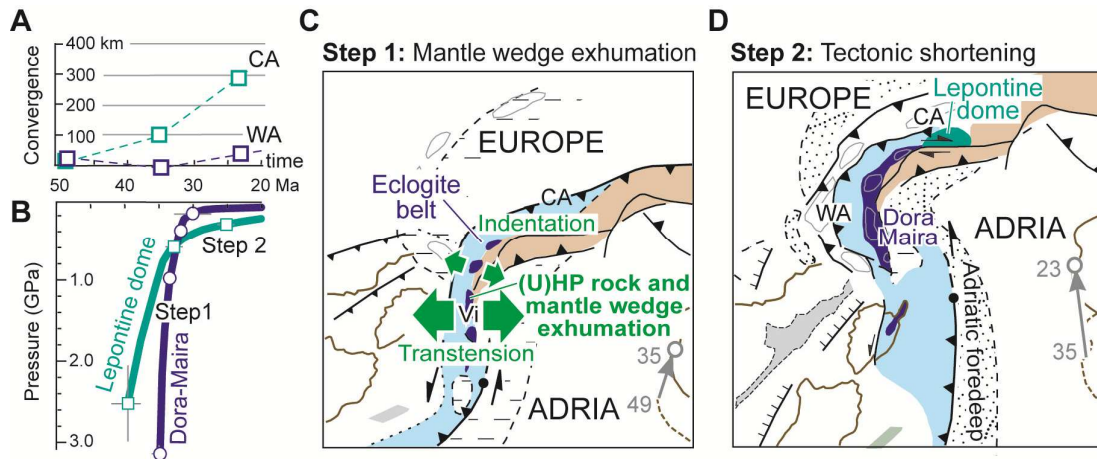 A
400 km
300
200
100
Convergence
CA
WA
time
50
40
30
20 Ma
B
1.0
2.0
3.0
Pressure (GPa)
Lepontine dome
Dora-Maira
Step1
Step 2
C
Step 1: Mantle wedge exhumation
EUROPE
Eclogite
belt
CA
Indentation
(U)HP rock and
mantle wedge
exhumation
Vi
Transtension
ADRIA
35
49
D
Step 2: Tectonic shortening
EUROPE
Lepontine
dome
CA
WA
Dora
Maira
ADRIA
Adriatic foredeep
23
35